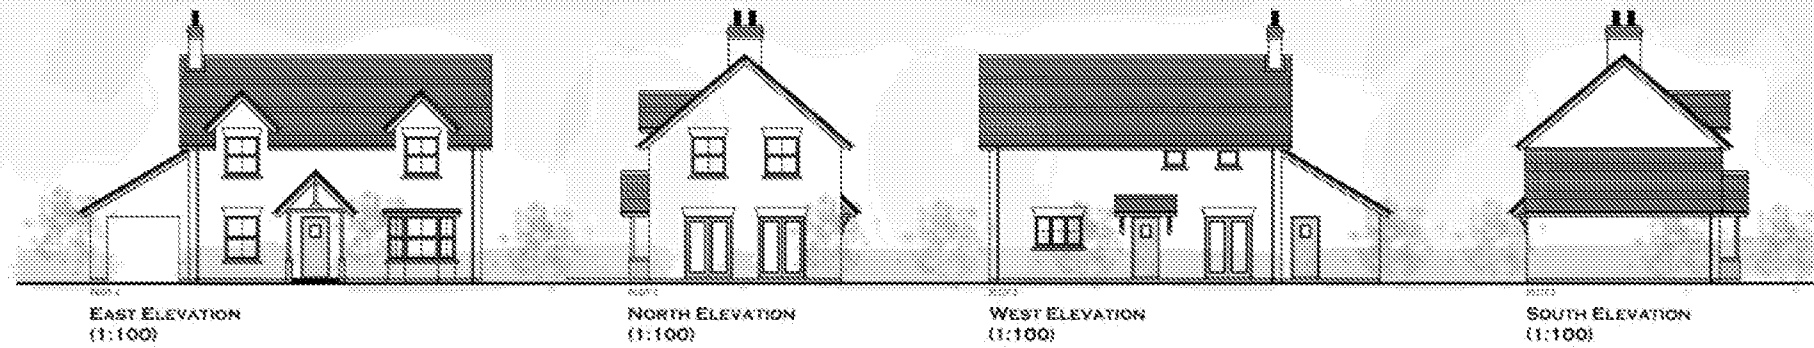 EAST ELEVATION
(1:100)
NORTH ELEVATION
(1:100)
WEST ELEVATION
(1:100)
SOUTH ELEVATION
(1:100)